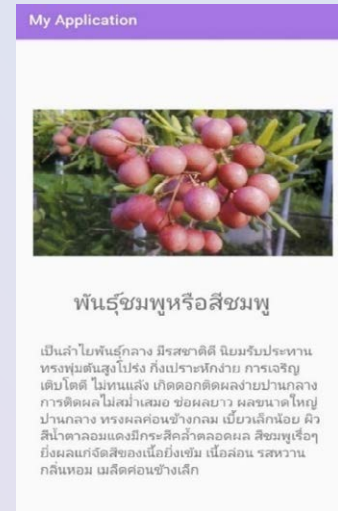 My Application
พันธุ์ชมพูหรือสีชมพู
เป็นลำไยพันธุ์กลาง มีรสชาติดี นิยมรับประทาน
ทรงพุ่มต้นสูงโปร่ง กิ่งเปราะหักง่าย การเจริญ
เติบโตดี ไม่ทนแล้ง เกิดดอกติดผลง่ายปานกลาง
การติดผลไม่สม่ำเสมอ ช่อผลยาว ผลขนาดใหญ่
ปานกลาง ทรงผลค่อนข้างกลม เบี้ยวเล็กน้อย ผิว
สีน้ำตาลอมแดงมีกระสีคล้ำตลอดผล สีชมพูเรื่อๆ
ยิ่งผลแก่จัดสีของเนื้อยิ่งเข้ม เนื้อล่อน รสหวาน
กลิ่นหอม เมล็ดค่อนข้างเล็ก